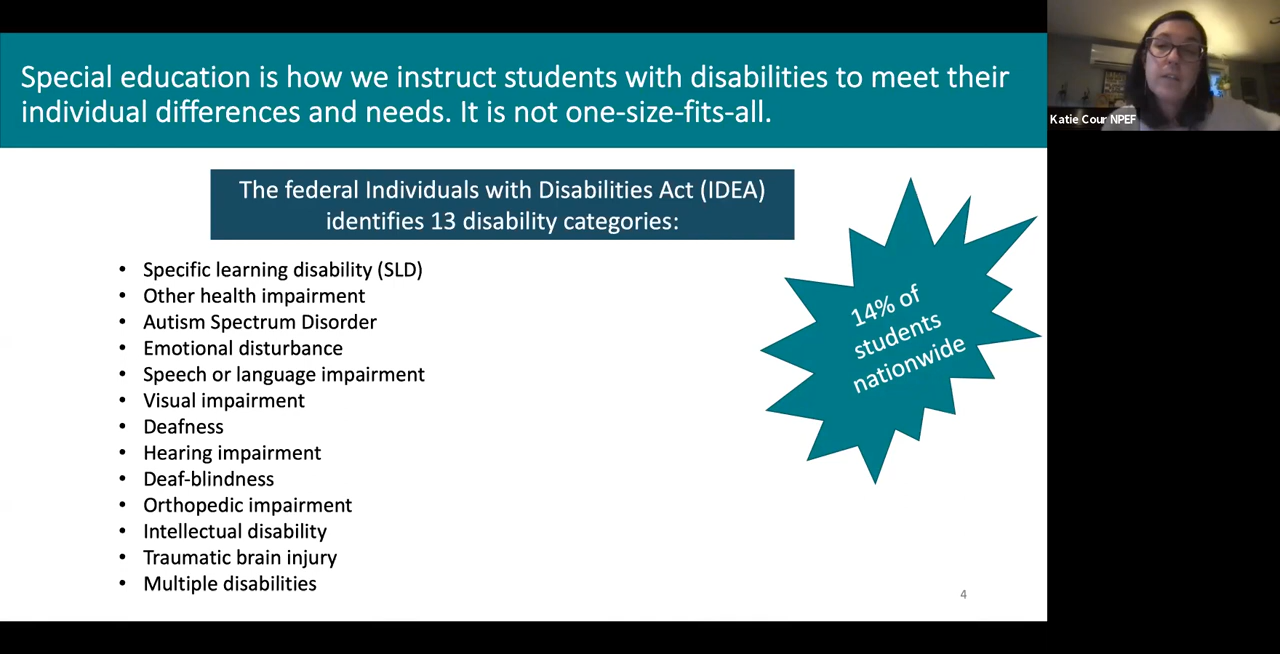 Special education is how we instruct students with disabilities to meet their
individual differences and needs. It is not one-size-fits-all.
Katie Cour NPEF
The federal Individuals with Disabilities Act (IDEA)
identifies 13 disability categories:
• Specific learning disability (SLD)
• Other health impairment
• Autism Spectrum Disorder
• Emotional disturbance
• Speech or language impairment
• Visual impairment
• Deafness
• Hearing impairment
• Deaf-blindness
• Orthopedic impairment
• Intellectual disability
• Traumatic brain injury
• Multiple disabilities
14% of
students
nationwide
4